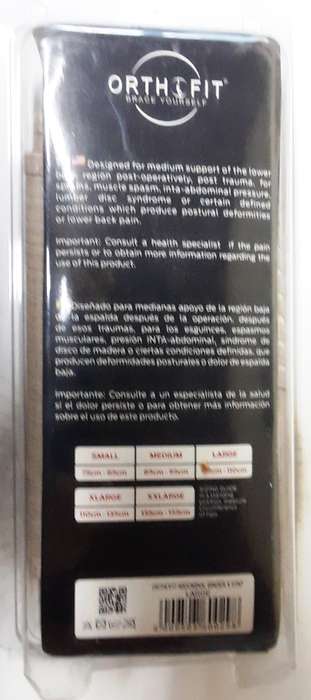 ORTHOFIT®
BRACE YOURSELF
Designed for medium support of the lower
back region post-operatively, post trauma, for
sprains, muscle spasm, inta-abdominal pressure,
lumbar disc syndrome or certain defined
conditions which produce postural deformities
or lower back pain.
Important: Consult a health specialist if the pain
persists or to obtain more information regarding the
use of this product.
Diseñado para medianas apoyo de la región baja
de la espalda después de la operación, después
de esos traumas, para los esguinces, espasmos
musculares, presión INTA-abdominal, síndrome de
disco de madera o ciertas condiciones definidas, que
producen deformidades posturales o dolor de espalda
baja.
Importante: Consulte a un especialista de la salud
si el dolor persiste o para obtener más información
sobre el uso de este producto.
SMALL MEDIUM LARGE
XLARGE XXLARGE
SIZING GUIDE
LARGE